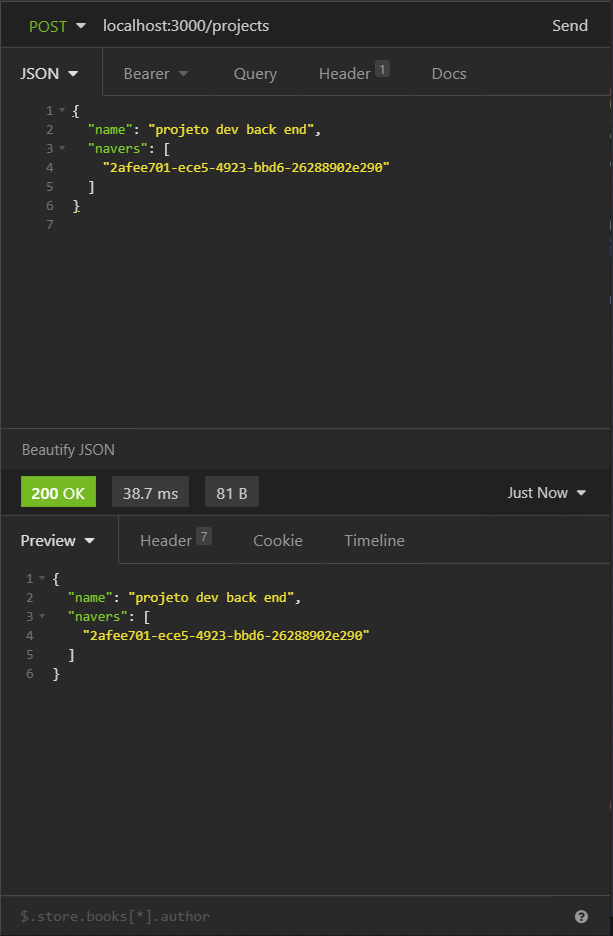 POST localhost:3000/projects Send
JSON Bearer Query Header 1 Docs
1 {
2 "name": "projeto dev back end",
3 "navers": [
4 "2afee701-ece5-4923-bbd6-26288902e290"
5 ]
6 }
7
Beautify JSON
200 OK 38.7 ms 81 B Just Now
Preview Header 7 Cookie Timeline
1 {
2 "name": "projeto dev back end",
3 "navers": [
4 "2afee701-ece5-4923-bbd6-26288902e290"
5 ]
6 }
$.store.books[*].author ?